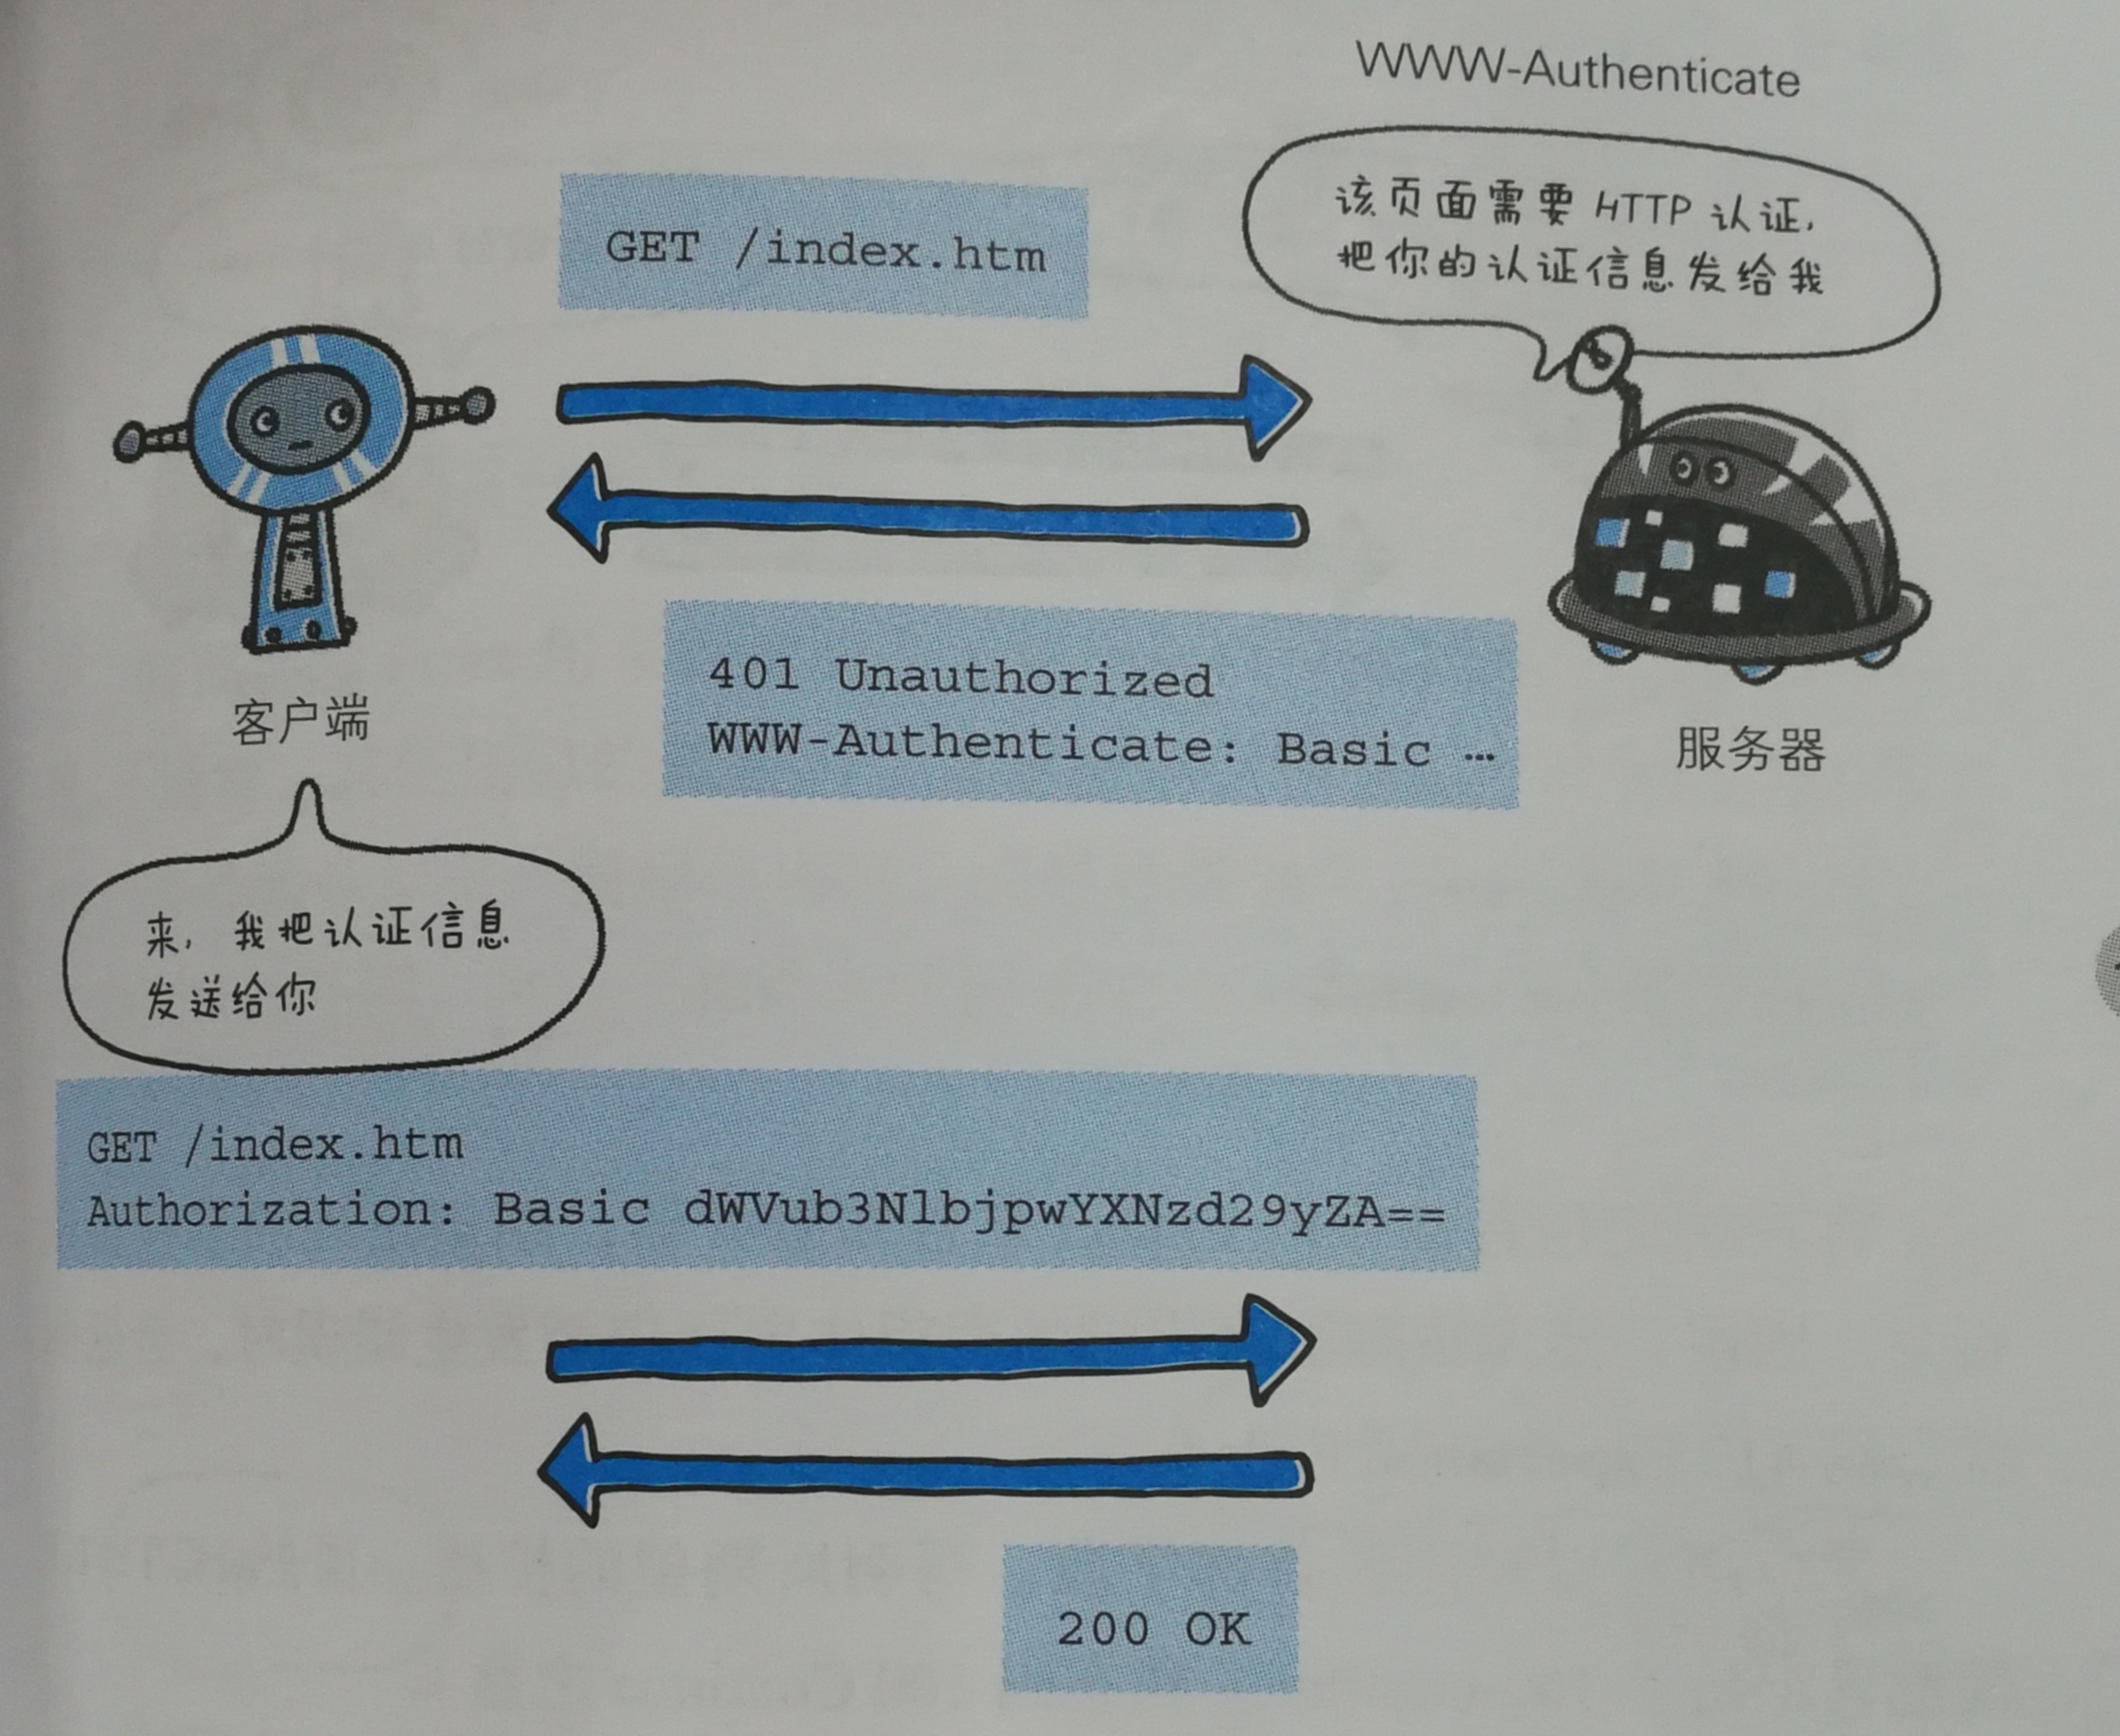 WWW-Authenticate
该页面需要 HTTP 认证,
把你的认证信息发给我
GET /index.htm
401 Unauthorized
WWW-Authenticate: Basic …
客户端
服务器
来, 我把认证信息
发送给你
GET /index.htm
Authorization: Basic dWVub3NlbjpwYXNzd29yZA==
200 OK